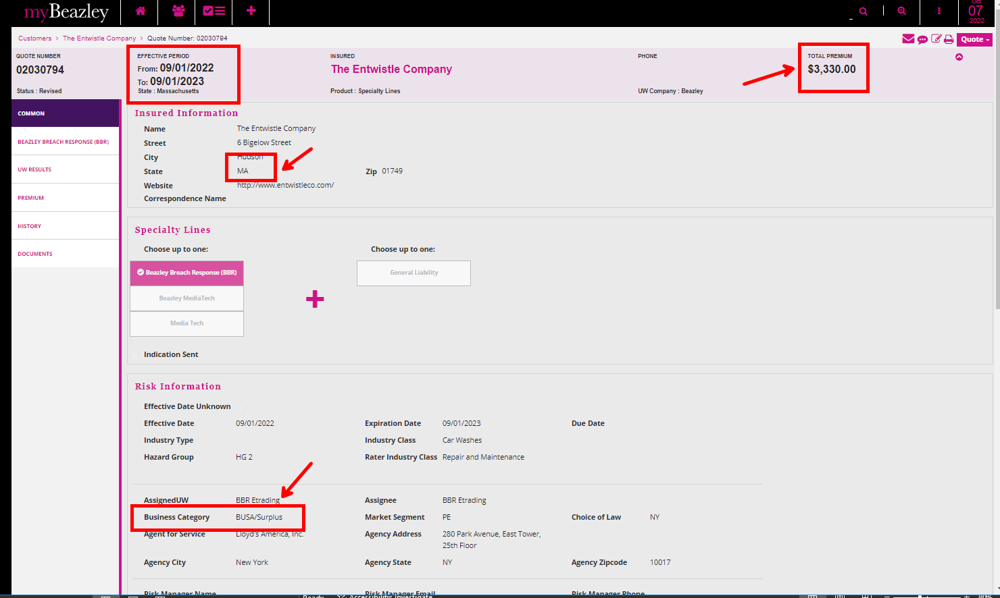 myBeazley
07
2022
Customers > The Entwistle Company > Quote Number: 02030794
Quote
QUOTE NUMBER
02030794
Status : Revised
EFFECTIVE PERIOD
From: 09/01/2022
To: 09/01/2023
State : Massachusetts
INSURED
The Entwistle Company
Product : Specialty Lines
PHONE
UW Company : Beazley
TOTAL PREMIUM
$3,330.00
COMMON
BEAZLEY BREACH RESPONSE (BBR)
UW RESULTS
PREMIUM
HISTORY
DOCUMENTS
Insured Information
Name The Entwistle Company
Street 6 Bigelow Street
City Hudson
State MA Zip 01749
Website http://www.entwistleco.com/
Correspondence Name
Specialty Lines
Choose up to one: Choose up to one:
Beazley Breach Response (BBR) General Liability
Beazley MediaTech
Media Tech
Indication Sent
Risk Information
Effective Date Unknown
Effective Date 09/01/2022 Expiration Date 09/01/2023 Due Date
Industry Type Industry Class Car Washes
Hazard Group HG 2 Rater Industry Class Repair and Maintenance
AssignedUW BBR Etrading Assignee BBR Etrading
Business Category BUSA/Surplus Market Segment PE Choice of Law NY
Agent for Service Lloyd's America, Inc. Agency Address 280 Park Avenue, East Tower,
25th Floor
Agency City New York Agency State NY Agency Zipcode 10017
Risk Manager Name Risk Manager Email Risk Manager Phone
Ready Accessibility: Investigate 80%